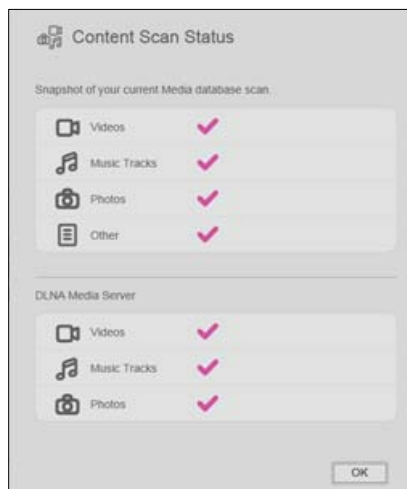 Content Scan Status
Snapshot of your current Media database scan.
Videos
Music Tracks
Photos
Other
DLNA Media Server
Videos
Music Tracks
Photos
OK